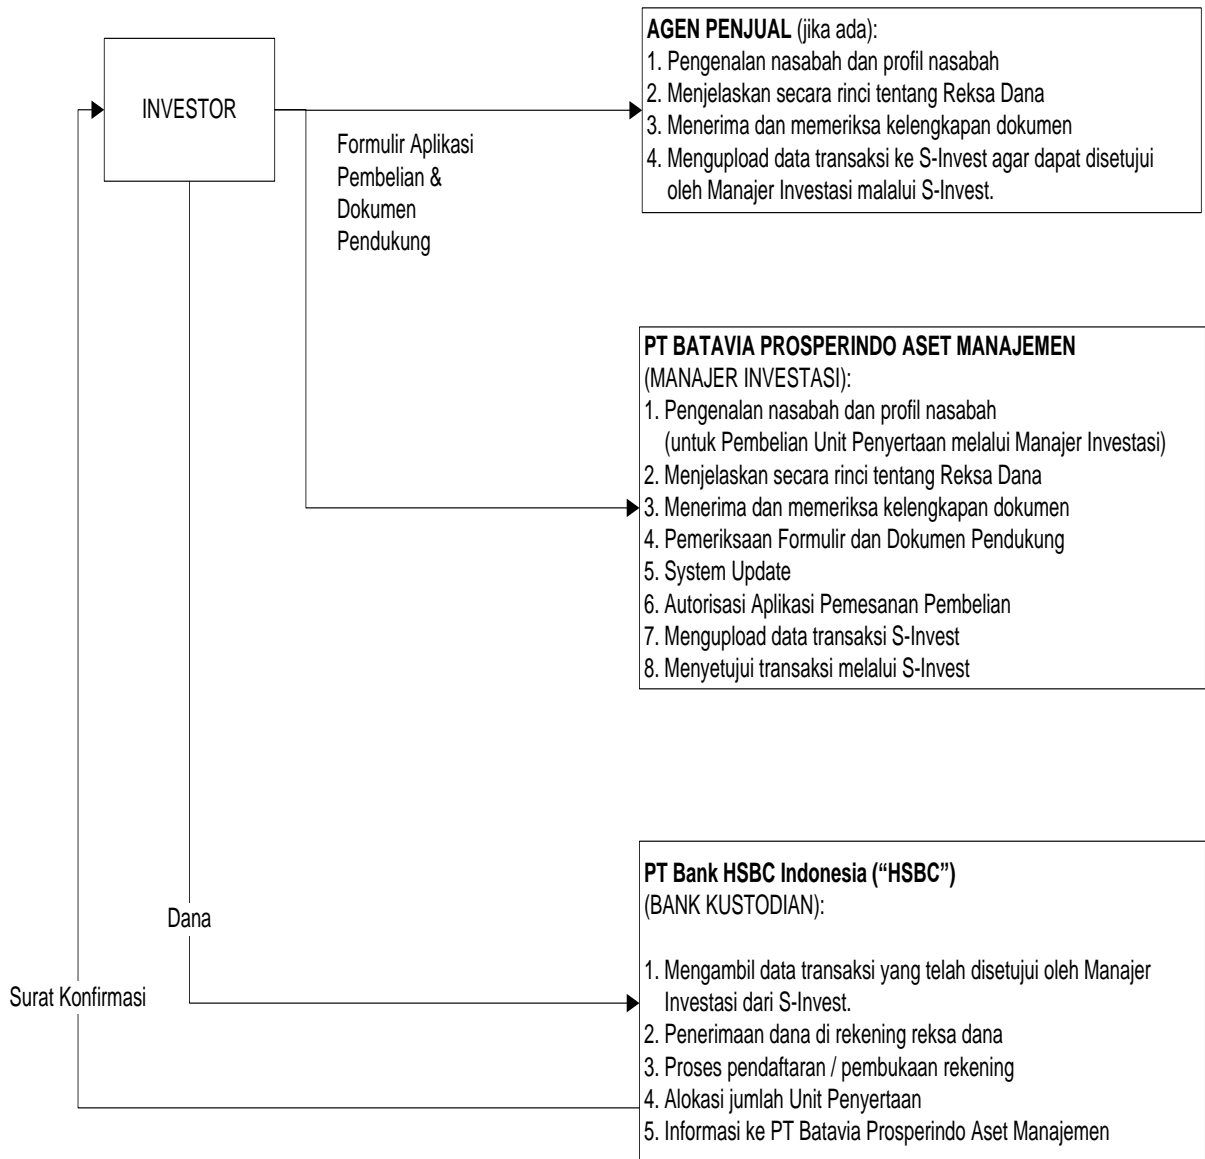 INVESTOR
Formulir Aplikasi
Pembelian &
Dokumen
Pendukung
AGEN PENJUAL (jika ada):
1. Pengenalan nasabah dan profil nasabah
2. Menjelaskan secara rinci tentang Reksa Dana
3. Menerima dan memeriksa kelengkapan dokumen
4. Mengupload data transaksi ke S-Invest agar dapat disetujui
oleh Manajer Investasi malalui S-Invest.
PT BATAVIA PROSPERINDO ASET MANAJEMEN
(MANAJER INVESTASI):
1. Pengenalan nasabah dan profil nasabah
(untuk Pembelian Unit Penyertaan melalui Manajer Investasi)
2. Menjelaskan secara rinci tentang Reksa Dana
3. Menerima dan memeriksa kelengkapan dokumen
4. Pemeriksaan Formulir dan Dokumen Pendukung
5. System Update
6. Autorisasi Aplikasi Pemesanan Pembelian
7. Mengupload data transaksi S-Invest
8. Menyetujui transaksi melalui S-Invest
Dana
Surat Konfirmasi
PT Bank HSBC Indonesia (“HSBC”)
(BANK KUSTODIAN):
1. Mengambil data transaksi yang telah disetujui oleh Manajer
Investasi dari S-Invest.
2. Penerimaan dana di rekening reksa dana
3. Proses pendaftaran / pembukaan rekening
4. Alokasi jumlah Unit Penyertaan
5. Informasi ke PT Batavia Prosperindo Aset Manajemen